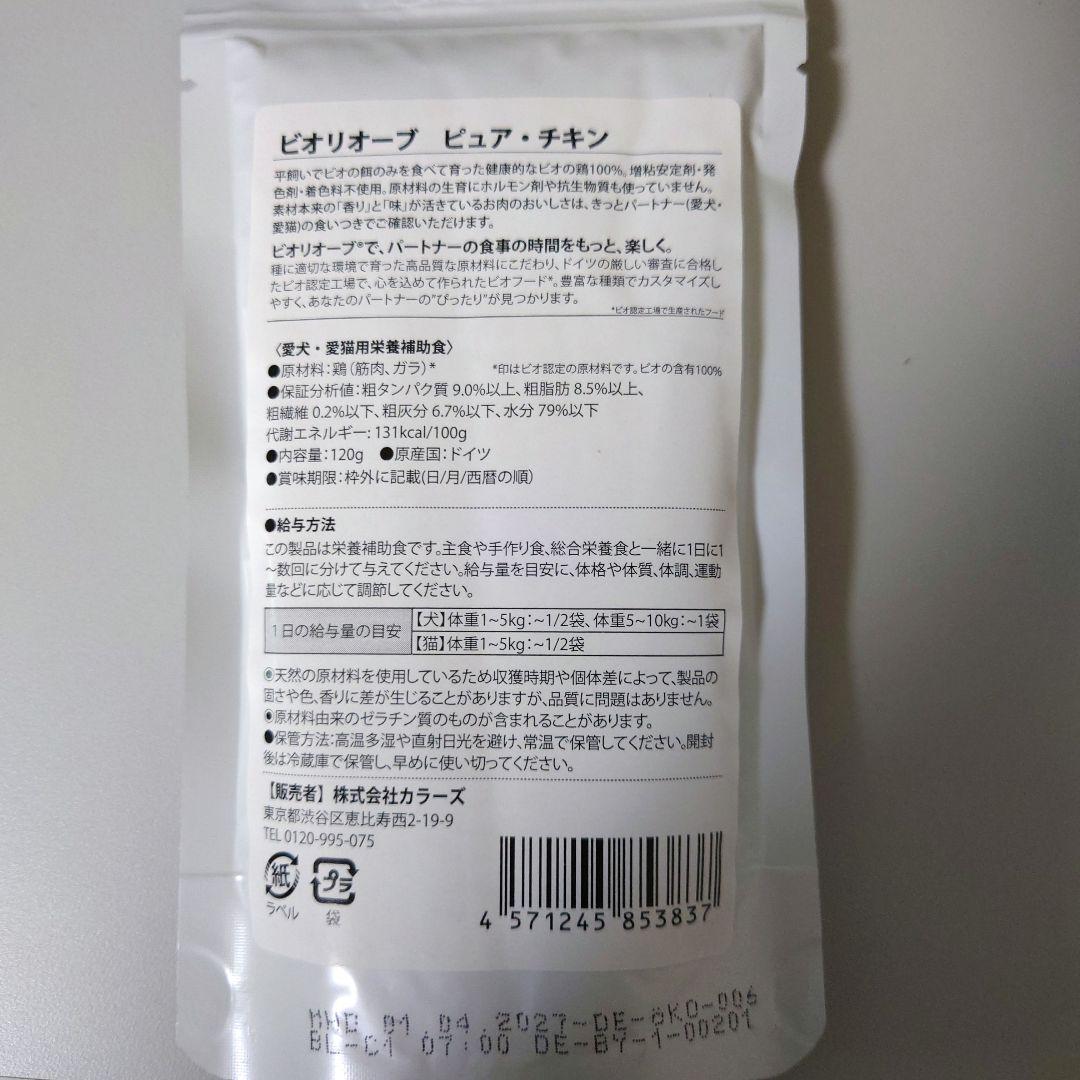 ビオリオーブ　ピュア・チキン
平飼いでビオの餌のみを食べて育った健康的なビオの鶏100%。増粘安定剤・発
色剤・着色料不使用。原材料の生育にホルモン剤や抗生物質も使っていません。
素材本来の「香り」と「味」が活きているお肉のおいしさは、きっとパートナー(愛犬・
愛猫)の食いつきでご確認いただけます。
ビオリオーブ®で、パートナーの食事の時間をもっと、楽しく。
種に適切な環境で育った高品質な原材料にこだわり、ドイツの厳しい審査に合格し
たビオ認定工場で、心を込めて作られたビオフード*。豊富な種類でカスタマイズし
やすく、あなたのパートナーの"ぴったり"が見つかります。
*ビオ認定工場で生産されたフード
〈愛犬・愛猫用栄養補助食〉
●原材料：鶏（筋肉、ガラ）* *印はビオ認定の原材料です。ビオの含有100%
●保証分析値：粗タンパク質 9.0%以上、粗脂肪 8.5%以上、
粗繊維 0.2%以下、粗灰分 6.7%以下、水分 79%以下
代謝エネルギー: 131kcal/100g
●内容量：120g　●原産国：ドイツ
●賞味期限：枠外に記載(日/月/西暦の順)
●給与方法
この製品は栄養補助食です。主食や手作り食、総合栄養食と一緒に1日に1
〜数回に分けて与えてください。給与量を目安に、体格や体質、体調、運動
量などに応じて調節してください。
1日の給与量の目安
【犬】体重1~5kg：~1/2袋、体重5~10kg：~1袋
【猫】体重1~5kg：~1/2袋
●天然の原材料を使用しているため収獲時期や個体差によって、製品の
固さや色、香りに差が生じることがありますが、品質に問題はありません。
●原材料由来のゼラチン質のものが含まれることがあります。
●保管方法：高温多湿や直射日光を避け、常温で保管してください。開封
後は冷蔵庫で保管し、早めに使い切ってください。
【販売者】株式会社カラーズ
東京都渋谷区恵比寿西2-19-9
TEL 0120-995-075
紙 プラ
ラベル 袋
4 571245 853837
MHD 01.04.2027-DE-ÖKO-006
BL-C1 07:00 DE-BY-1-00201